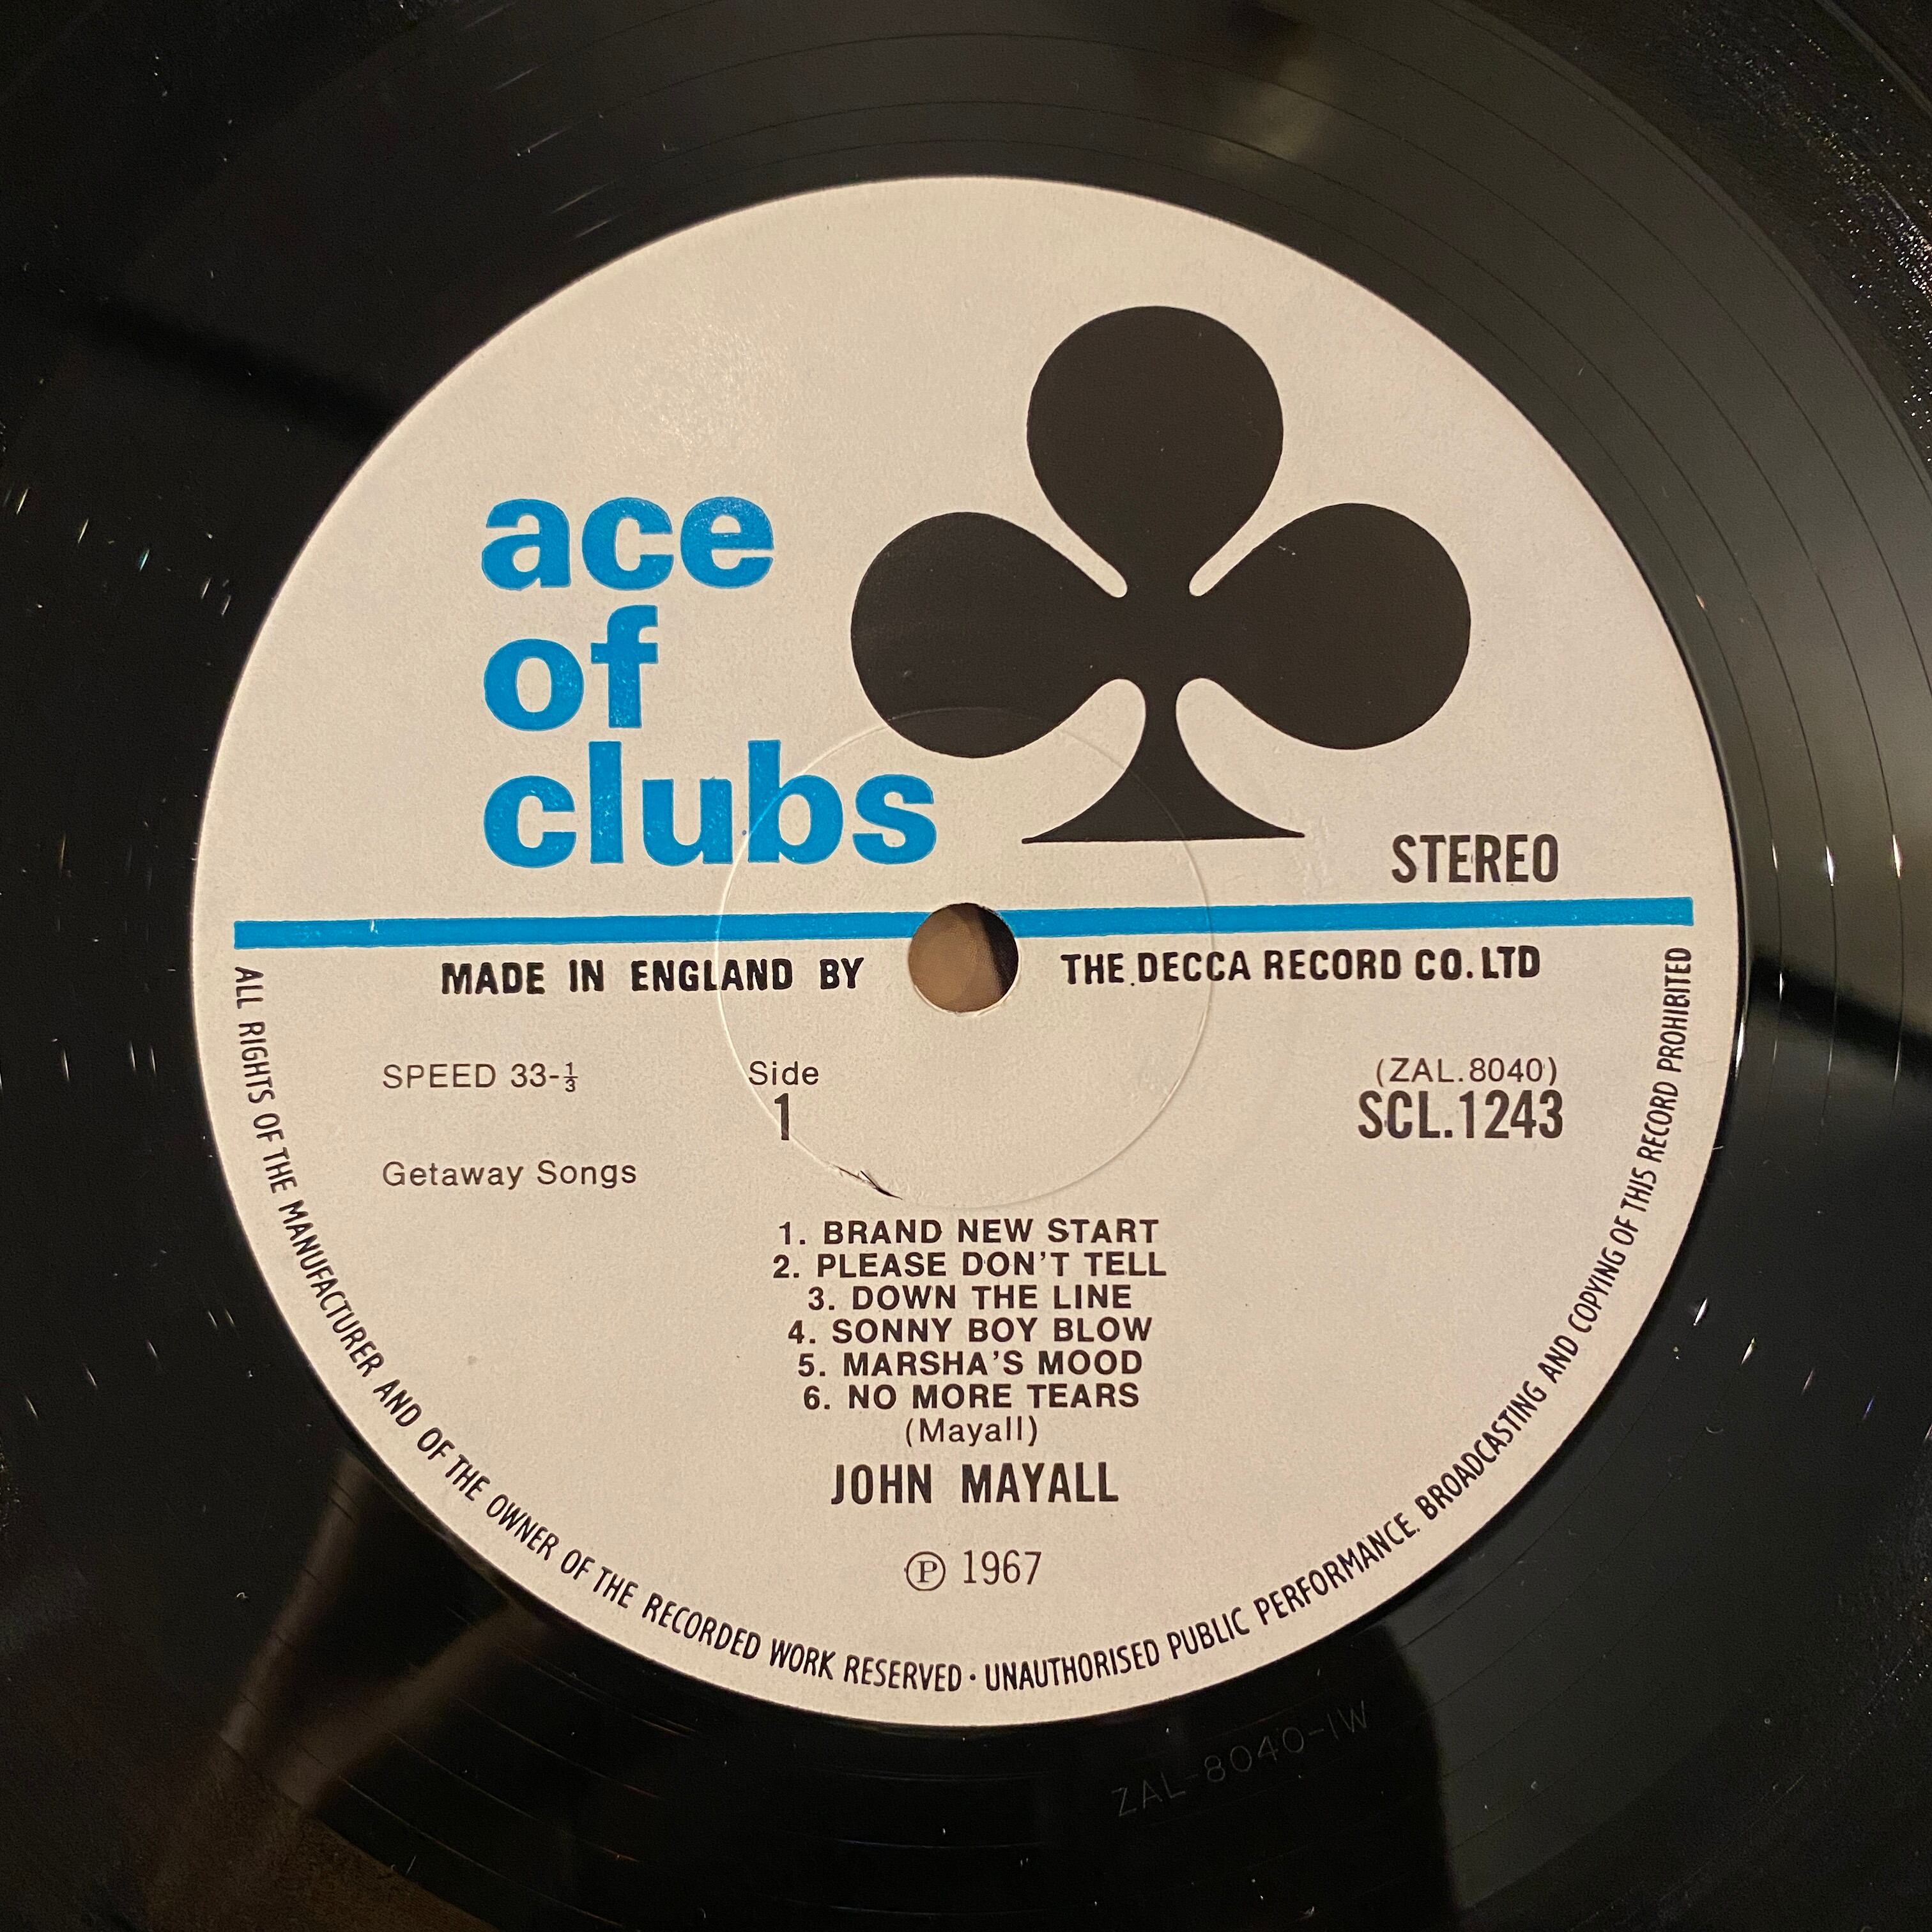 ace
of
clubs
STEREO
MADE IN ENGLAND BY THE DECCA RECORD CO. LTD
SPEED 33-⅓
Side
1
(ZAL.8040)
SCL.1243
Getaway Songs
1. BRAND NEW START
2. PLEASE DON'T TELL
3. DOWN THE LINE
4. SONNY BOY BLOW
5. MARSHA'S MOOD
6. NO MORE TEARS
(Mayall)
JOHN MAYALL
℗ 1967
ALL RIGHTS OF THE MANUFACTURER AND OF THE OWNER OF THE RECORDED WORK RESERVED · UNAUTHORISED PUBLIC PERFORMANCE. BROADCASTING AND COPYING OF THIS RECORD PROHIBITED
ZAL-8040-1W